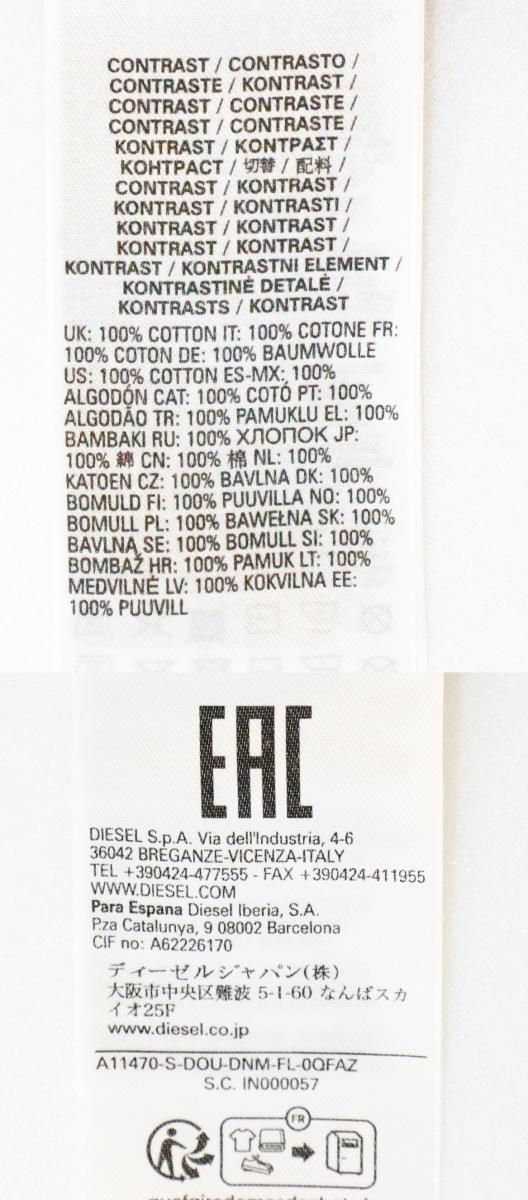 CONTRAST / CONTRASTO /
CONTRASTE / KONTRAST /
CONTRAST / CONTRASTE /
CONTRAST / CONTRASTE /
KONTRAST / ΚΟΝΤΡΑΣΤ /
КОНТРАСТ / 切替 / 配料 /
CONTRAST / KONTRAST /
KONTRAST / KONTRASTI /
KONTRAST / KONTRAST /
KONTRAST / KONTRAST /
KONTRAST / KONTRASTNI ELEMENT /
KONTRASTINĖ DETALĖ /
KONTRASTS / KONTRAST
UK: 100% COTTON IT: 100% COTONE FR:
100% COTON DE: 100% BAUMWOLLE
US: 100% COTTON ES-MX: 100%
ALGODÓN CAT: 100% COTÓ PT: 100%
ALGODÃO TR: 100% PAMUKLU EL: 100%
ΒΑΜΒΑΚΙ RU: 100% ХЛОПОК JP:
100% 綿 CN: 100% 棉 NL: 100%
KATOEN CZ: 100% BAVLNA DK: 100%
BOMULD FI: 100% PUUVILLA NO: 100%
BOMULL PL: 100% BAWEŁNA SK: 100%
BAVLNA SE: 100% BOMULL SI: 100%
BOMBAŽ HR: 100% PAMUK LT: 100%
MEDVILNĖ LV: 100% KOKVILNA EE:
100% PUUVILL
EAC
DIESEL S.p.A. Via dell'Industria, 4-6
36042 BREGANZE-VICENZA-ITALY
TEL +390424-477555 - FAX +390424-411955
WWW.DIESEL.COM
Para Espana Diesel Iberia, S.A.
P.za Catalunya, 9 08002 Barcelona
CIF no: A62226170
ディーゼルジャパン(株)
大阪市中央区難波 5-1-60 なんばスカ
イオ25F
www.diesel.co.jp
A11470-S-DOU-DNM-FL-0QFAZ
S.C. IN000057
FR